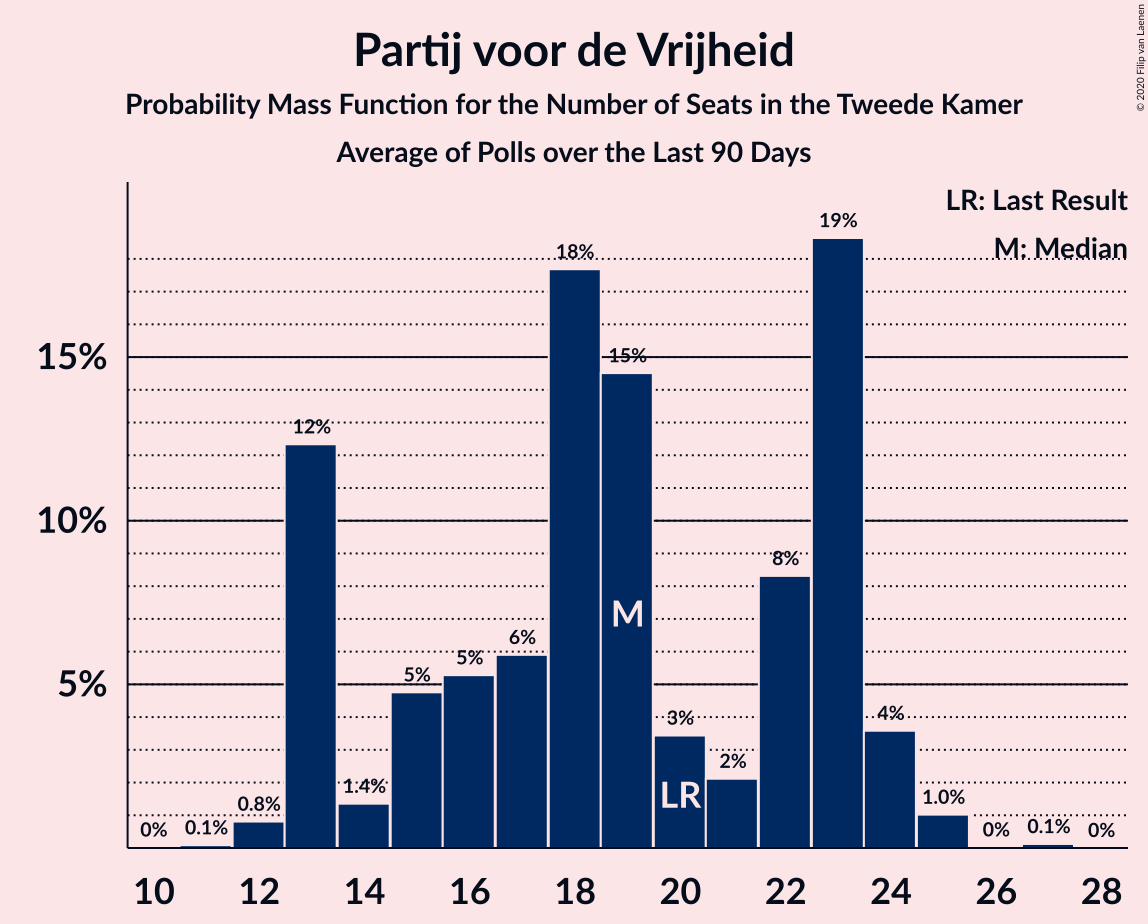 Partij voor de Vrijheid
Probability Mass Function for the Number of Seats in the Tweede Kamer
Average of Polls over the Last 90 Days
© 2020 Filip van Laenen
LR: Last Result
M: Median
15%
10%
5%
0%
0.1%
0.8%
12%
1.4%
5%
5%
6%
18%
15%
3%
2%
8%
19%
4%
1.0%
0%
0.1%
0%
M
LR
10 12 14 16 18 20 22 24 26 28